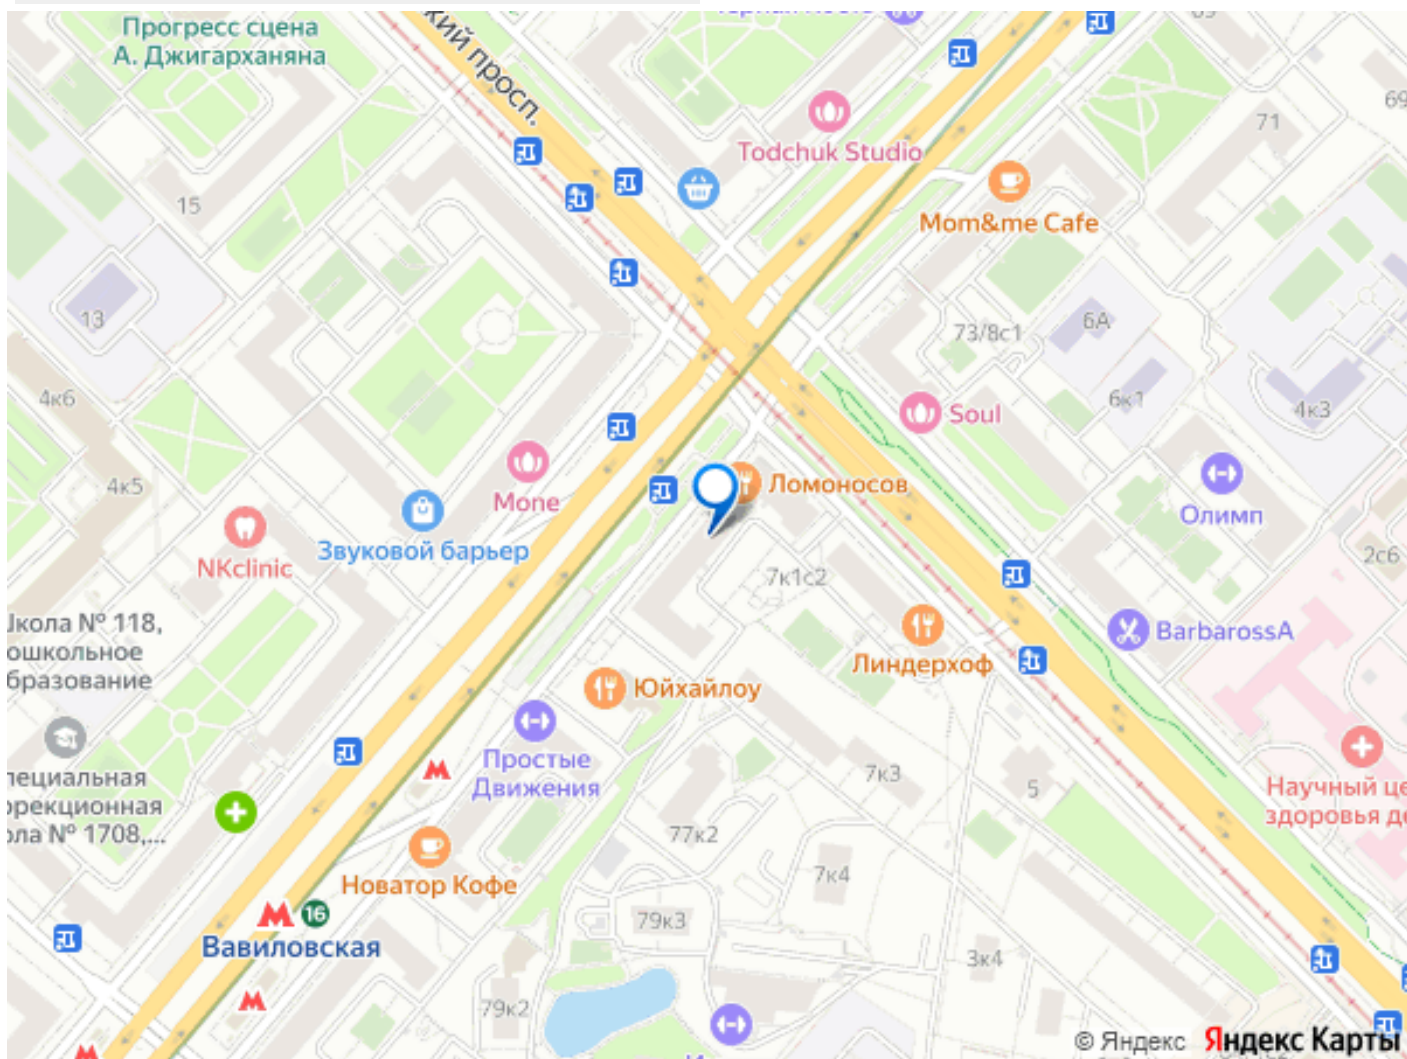 Прогресс сцена
А. Джигарханяна
кий просп.
69
Todchuk Studio
71
Mom&me Cafe
15
13
73/8с1
6А
6к1
4к3
4к6
Soul
4к5
Mone
Ломоносов
Олимп
Звуковой барьер
NKclinic
2с6
7к1с2
Школа № 118,
ошкольное
бразование
BarbarossA
Линдерхоф
Юйхайлоу
Простые
Движения
7к3
5
Научный це
здоровья де
пециальная
ррекционная
ола № 1708,...
77к2
7к4
Новатор Кофе
16
Вавиловская
79к3
3к4
79к2
© Яндекс Яндекс Карты